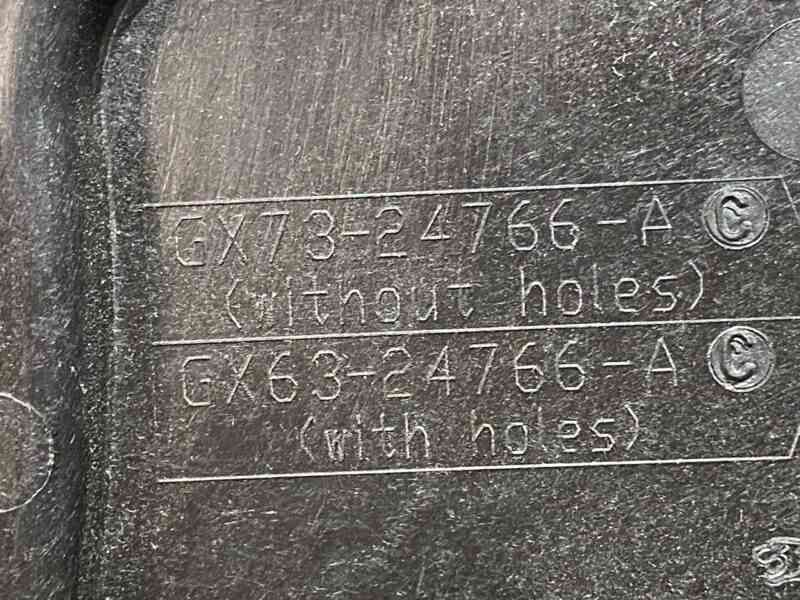 GX73-24766-A C
(without holes)
GX63-24766-A C
(with holes)